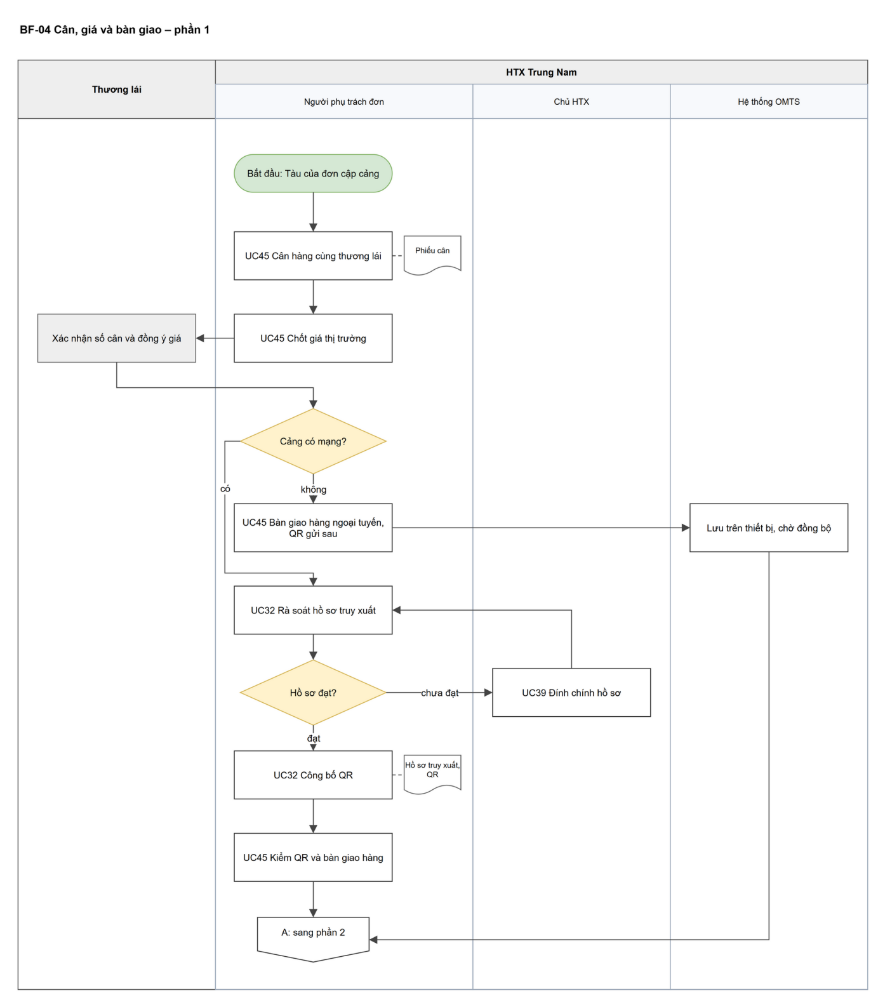 BF-04 Cân, giá và bàn giao – phần 1
Thương lái
HTX Trung Nam
Người phụ trách đơn
Chủ HTX
Hệ thống OMTS
Bắt đầu: Tàu của đơn cập cảng
UC45 Cân hàng cùng thương lái
Phiếu cân
Xác nhận số cân và đồng ý giá
UC45 Chốt giá thị trường
Cảng có mạng?
có
không
UC45 Bàn giao hàng ngoại tuyến,
QR gửi sau
Lưu trên thiết bị, chờ đồng bộ
UC32 Rà soát hồ sơ truy xuất
Hồ sơ đạt?
chưa đạt
UC39 Đính chính hồ sơ
đạt
UC32 Công bố QR
Hồ sơ truy xuất,
QR
UC45 Kiểm QR và bàn giao hàng
A: sang phần 2